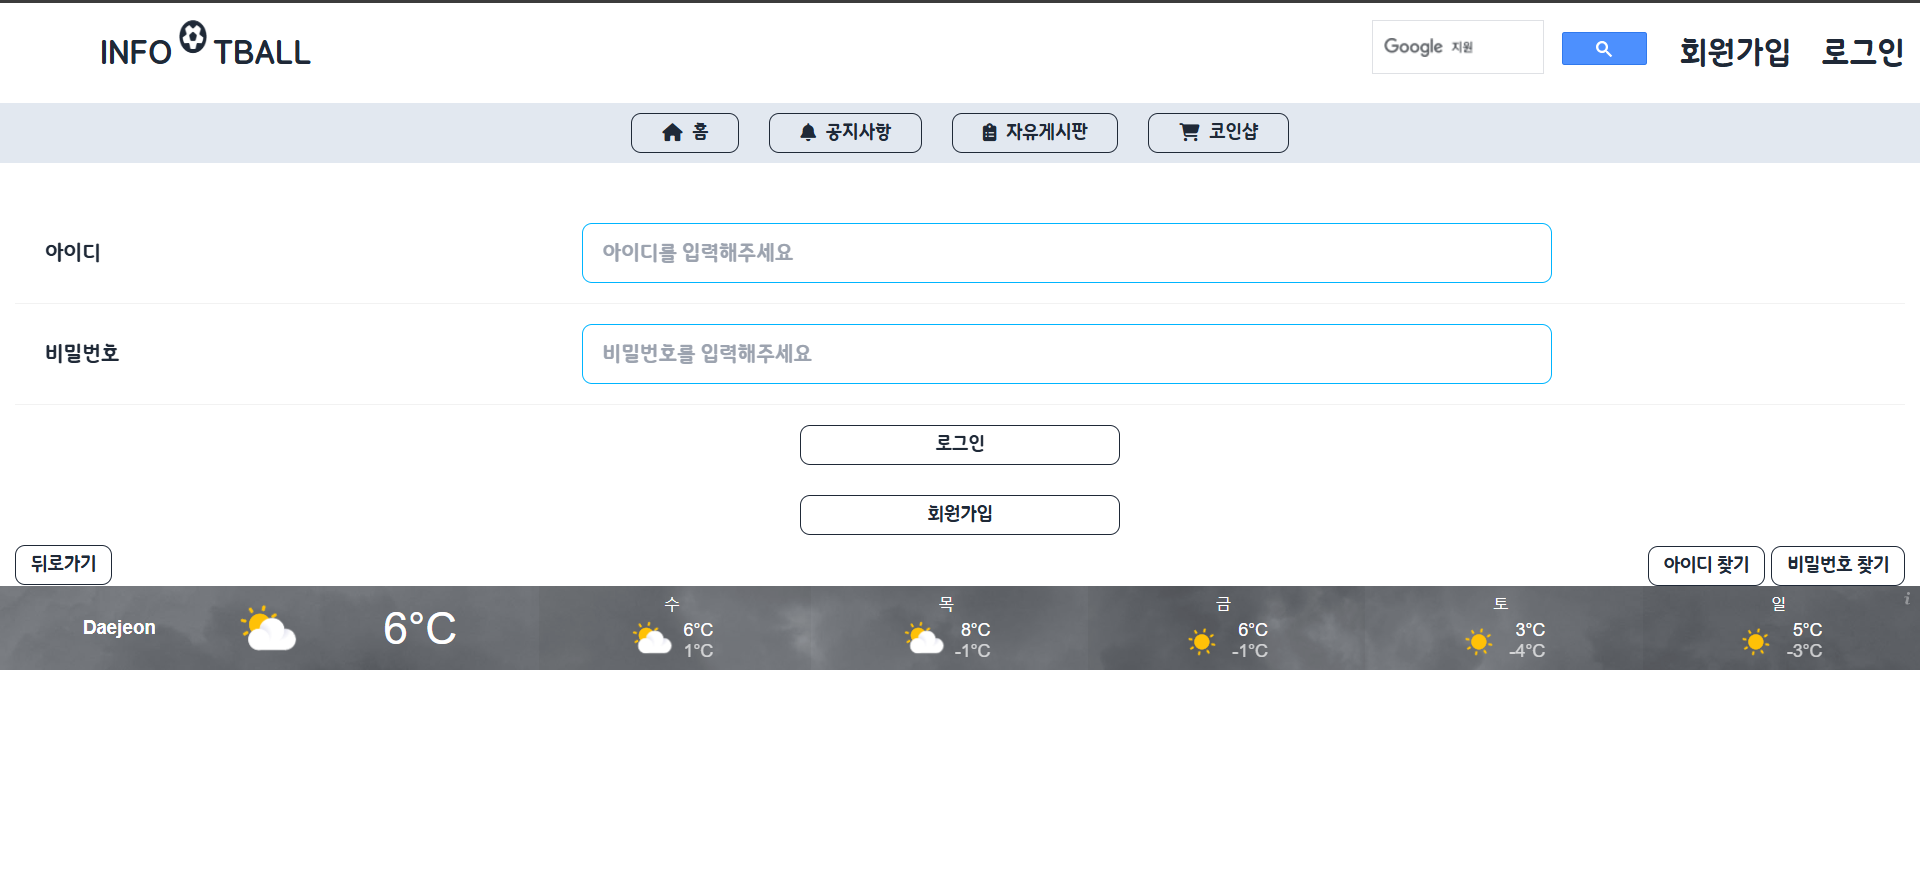 INFO TBALL
Google 지원
회원가입 로그인
홈 공지사항 자유게시판 코인샵
아이디 아이디를 입력해주세요
비밀번호 비밀번호를 입력해주세요
로그인
회원가입
뒤로가기 아이디 찾기 비밀번호 찾기
Daejeon 6°C
수 6°C 1°C
목 8°C -1°C
금 6°C -1°C
토 3°C -4°C
일 5°C -3°C
i